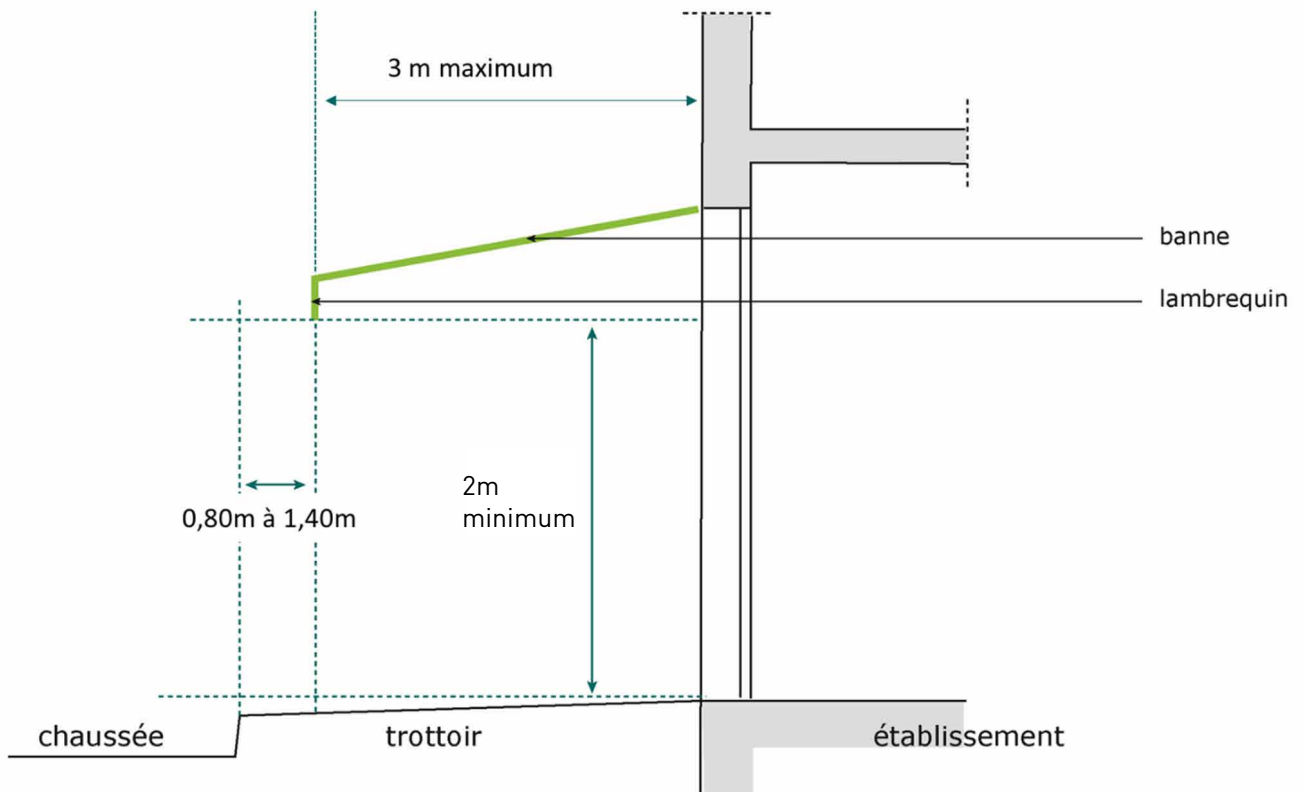 3 m maximum
banne
lambrequin
2m
minimum
0,80m à 1,40m
chaussée
trottoir
établissement